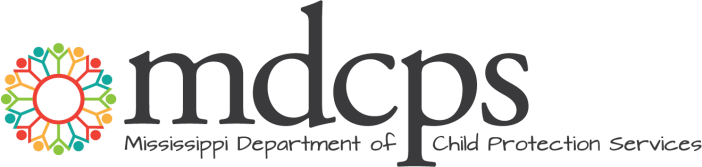 mdcps
Mississippi Department of Child Protection Services